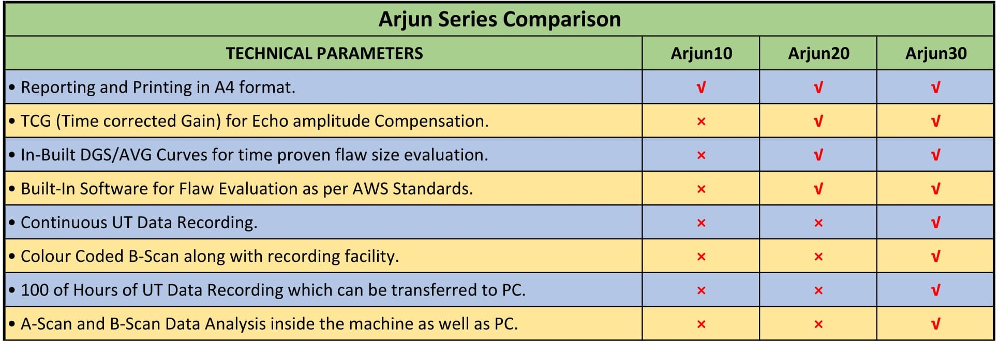 Arjun Series Comparison
TECHNICAL PARAMETERS Arjun10 Arjun20 Arjun30
• Reporting and Printing in A4 format. √ √ √
• TCG (Time corrected Gain) for Echo amplitude Compensation. × √ √
• In-Built DGS/AVG Curves for time proven flaw size evaluation. × √ √
• Built-In Software for Flaw Evaluation as per AWS Standards. × √ √
• Continuous UT Data Recording. × × √
• Colour Coded B-Scan along with recording facility. × × √
• 100 of Hours of UT Data Recording which can be transferred to PC. × × √
• A-Scan and B-Scan Data Analysis inside the machine as well as PC. × × √